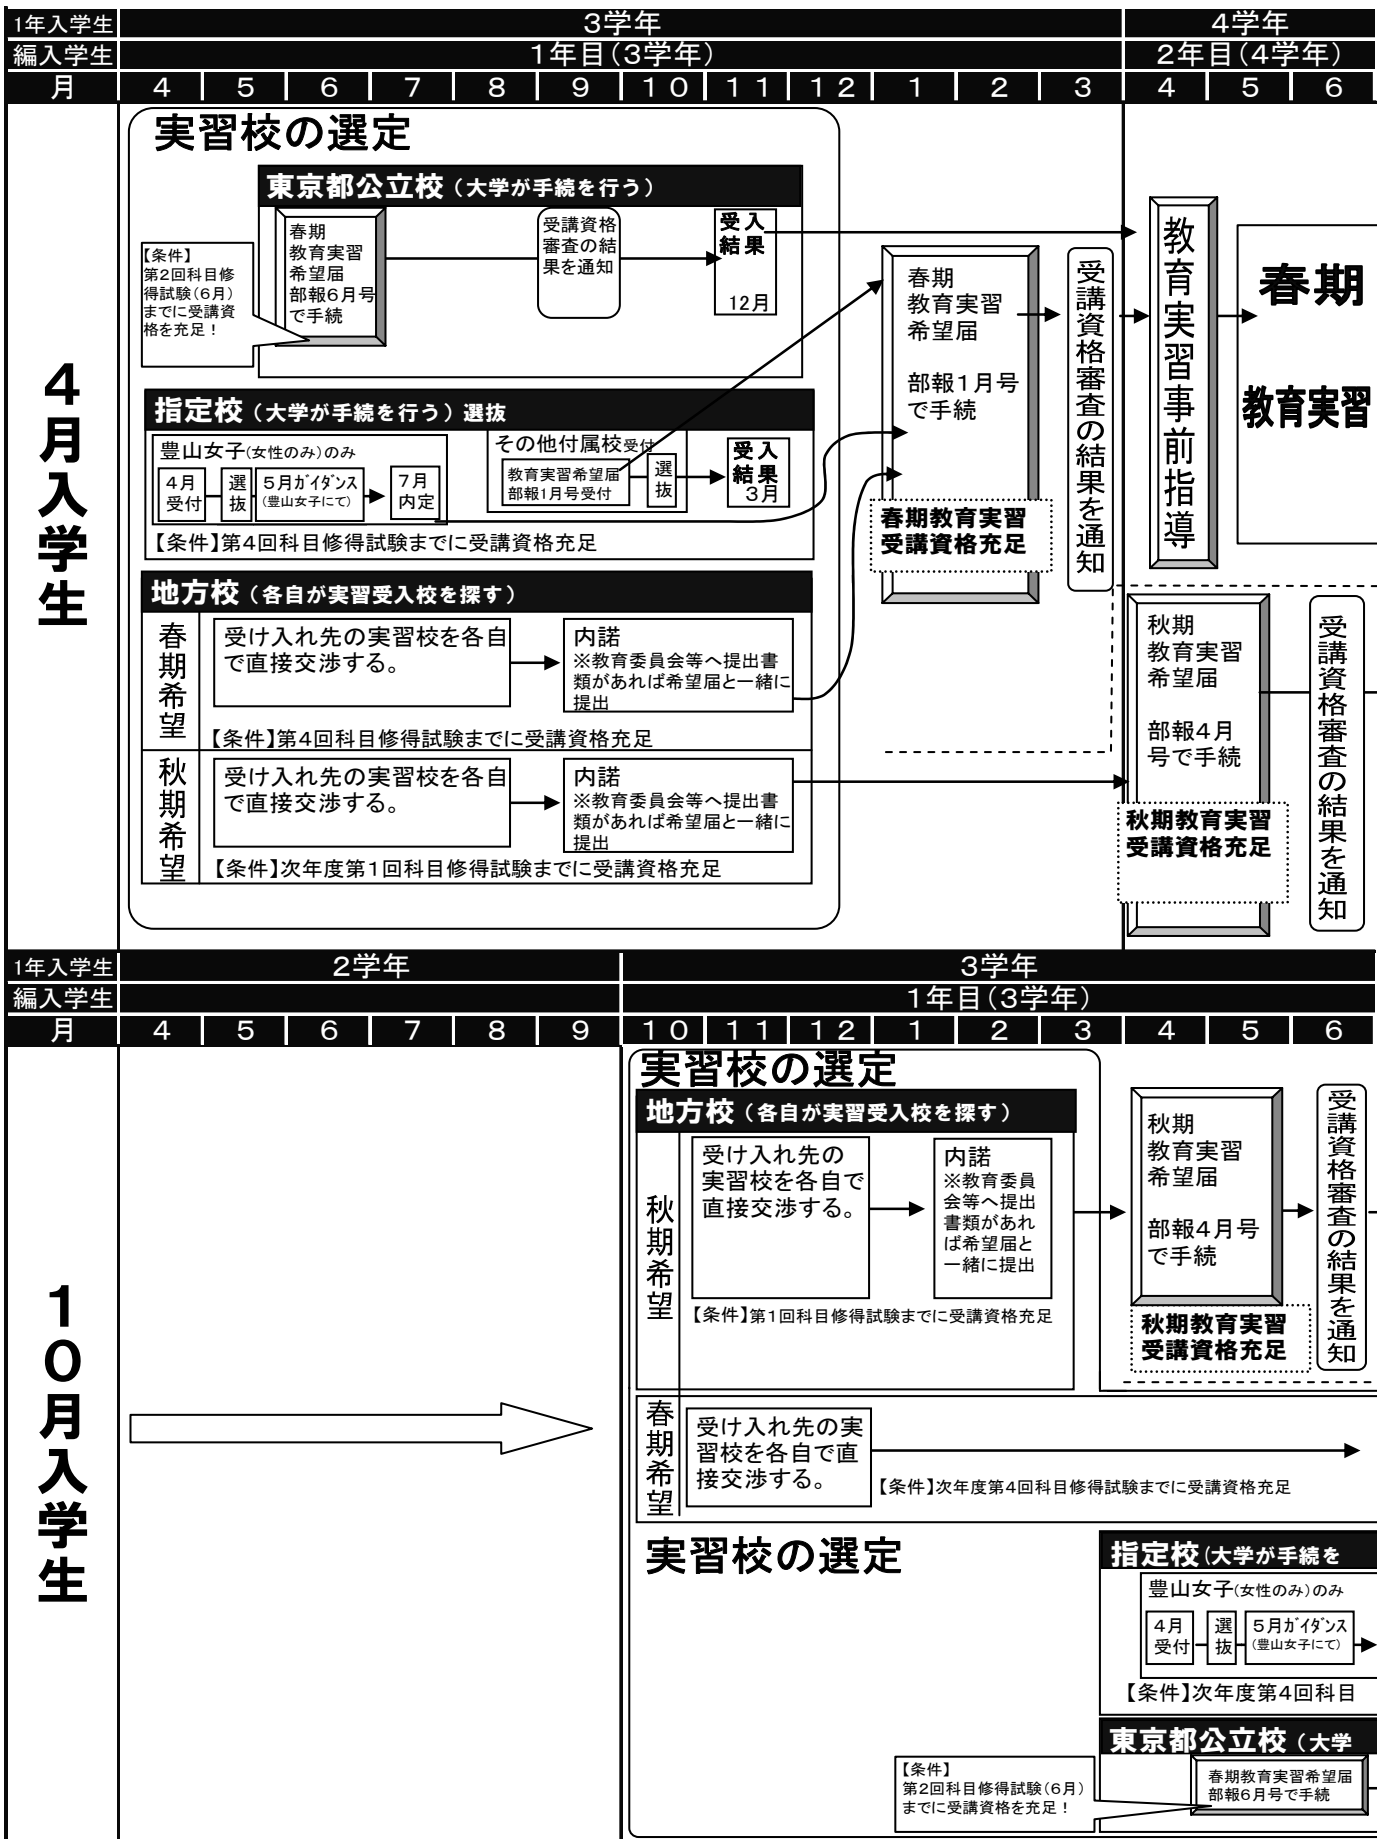 1年入学生
3学年
4学年
編入学生
1年目(3学年)
2年目(4学年)
月
4 5 6 7 8 9 10 11 12 1 2 3 4 5 6
4月入学生
実習校の選定
東京都公立校（大学が手続を行う）
【条件】
第2回科目修
得試験(6月)
までに受講資
格を充足！
春期
教育実習
希望届
部報6月号
で手続
受講資格
審査の結
果を通知
受入
結果
12月
指定校（大学が手続を行う）選抜
豊山女子(女性のみ)のみ
4月
受付
選
抜
5月ガイダンス
(豊山女子にて)
7月
内定
その他付属校受付
教育実習希望届
部報1月号受付
選
抜
受入
結果
3月
【条件】第4回科目修得試験までに受講資格充足
地方校（各自が実習受入校を探す）
春期希望
受け入れ先の実習校を各自
で直接交渉する。
内諾
※教育委員会等へ提出書
類があれば希望届と一緒に
提出
【条件】第4回科目修得試験までに受講資格充足
秋期希望
受け入れ先の実習校を各自
で直接交渉する。
内諾
※教育委員会等へ提出書
類があれば希望届と一緒に
提出
【条件】次年度第1回科目修得試験までに受講資格充足
春期
教育実習
希望届
部報1月号
で手続
春期教育実習
受講資格充足
受講資格審査の結果を通知
教育実習事前指導
春期
教育実習
秋期
教育実習
希望届
部報4月
号で手続
秋期教育実習
受講資格充足
受講資格審査の結果を通知
1年入学生
2学年
3学年
編入学生
1年目(3学年)
月
4 5 6 7 8 9 10 11 12 1 2 3 4 5 6
10月入学生
実習校の選定
地方校（各自が実習受入校を探す）
秋期希望
受け入れ先の
実習校を各自で
直接交渉する。
内諾
※教育委員
会等へ提出
書類があれ
ば希望届と
一緒に提出
【条件】第1回科目修得試験までに受講資格充足
秋期
教育実習
希望届
部報4月号
で手続
秋期教育実習
受講資格充足
受講資格審査の結果を通知
春期希望
受け入れ先の実
習校を各自で直
接交渉する。
【条件】次年度第4回科目修得試験までに受講資格充足
実習校の選定
指定校(大学が手続を
豊山女子(女性のみ)のみ
4月
受付
選
抜
5月ガイダンス
(豊山女子にて)
【条件】次年度第4回科目
東京都公立校（大学
【条件】
第2回科目修得試験(6月)
までに受講資格を充足！
春期教育実習希望届
部報6月号で手続